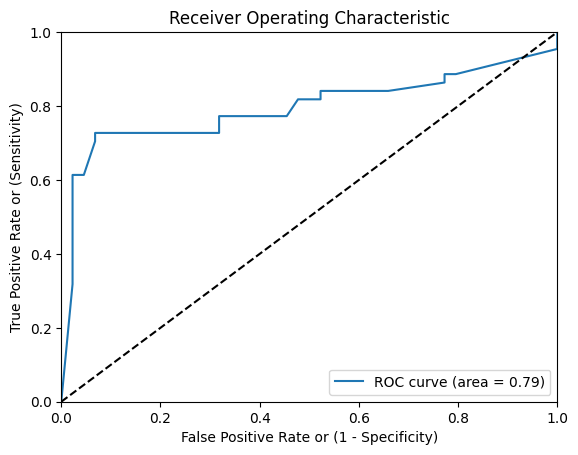 Receiver Operating Characteristic
True Positive Rate or (Sensitivity)
1.0
0.8
0.6
0.4
0.2
0.0
ROC curve (area = 0.79)
0.0 0.2 0.4 0.6 0.8 1.0
False Positive Rate or (1 - Specificity)